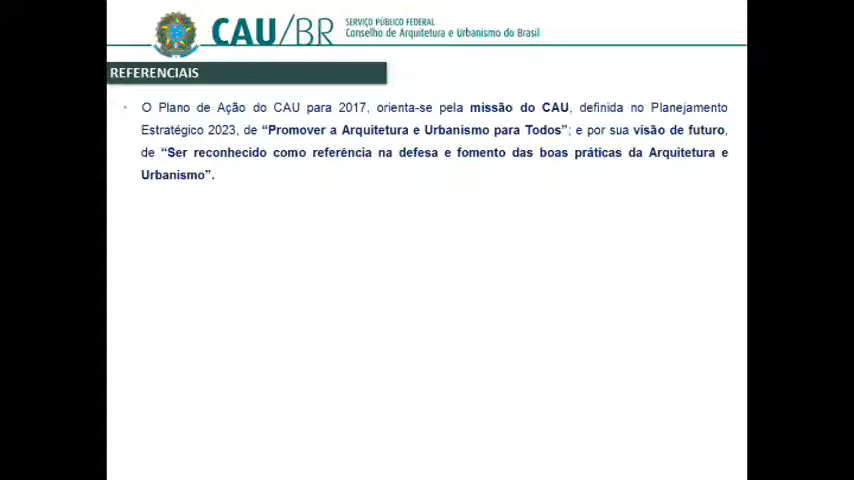 CAU/BR
SERVIÇO PÚBLICO FEDERAL
Conselho de Arquitetura e Urbanismo do Brasil
REFERENCIAIS
• O Plano de Ação do CAU para 2017, orienta-se pela missão do CAU, definida no Planejamento
Estratégico 2023, de “Promover a Arquitetura e Urbanismo para Todos”; e por sua visão de futuro,
de “Ser reconhecido como referência na defesa e fomento das boas práticas da Arquitetura e
Urbanismo”.